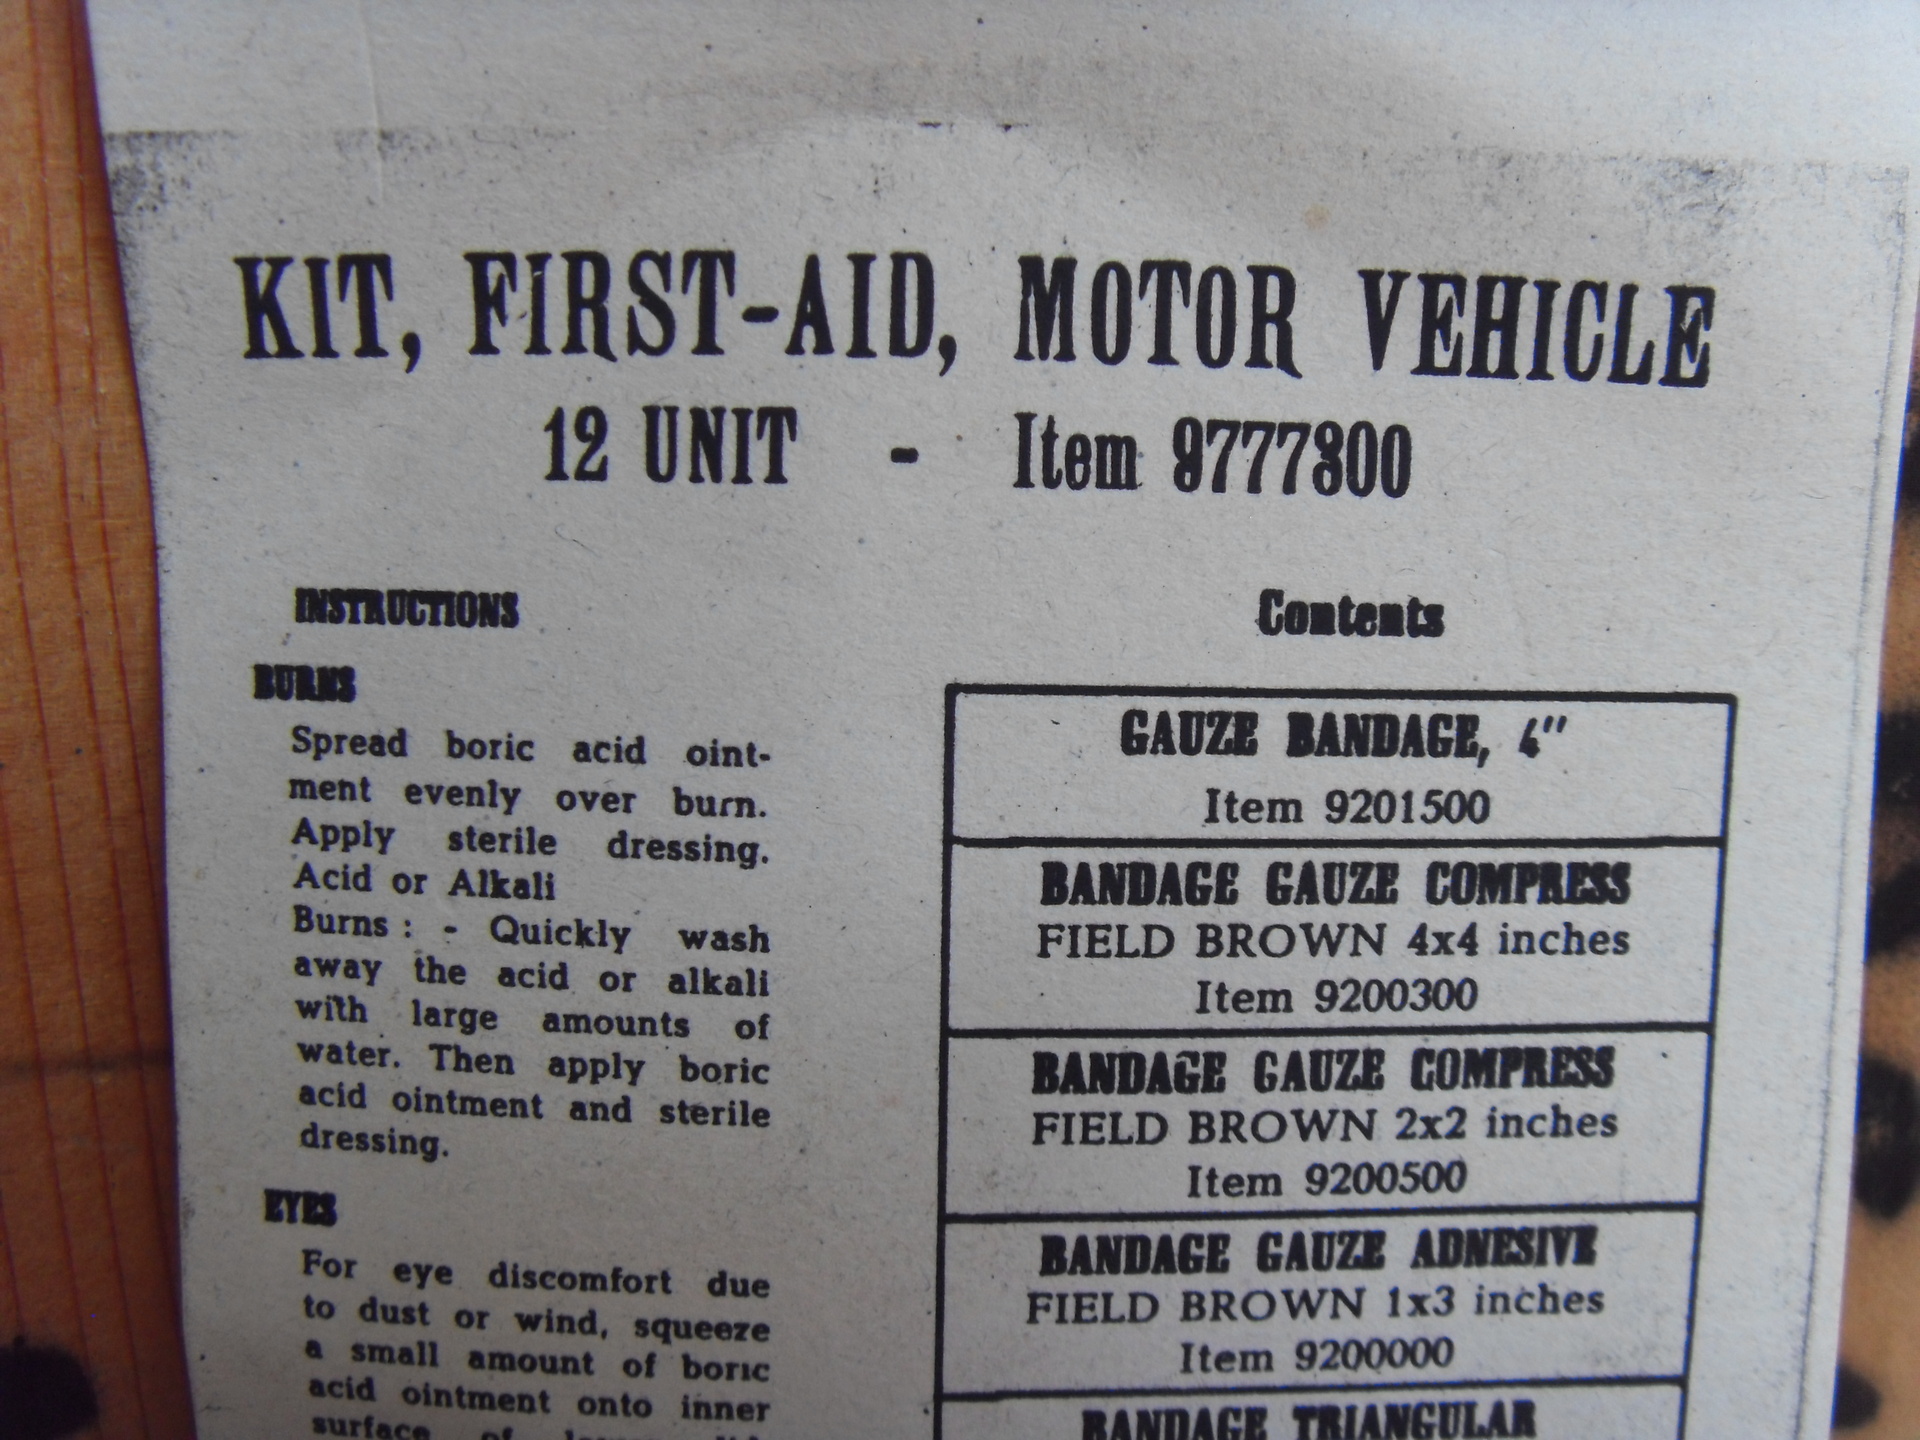 KIT, FIRST-AID, MOTOR VEHICLE
12 UNIT - Item 9777300
INSTRUCTIONS
BURNS
Spread boric acid oint-
ment evenly over burn.
Apply sterile dressing.
Acid or Alkali
Burns : - Quickly wash
away the acid or alkali
with large amounts of
water. Then apply boric
acid ointment and sterile
dressing.
EYES
For eye discomfort due
to dust or wind, squeeze
a small amount of boric
acid ointment onto inner
surface of
Contents
GAUZE BANDAGE, 4"
Item 9201500
BANDAGE GAUZE COMPRESS
FIELD BROWN 4x4 inches
Item 9200300
BANDAGE GAUZE COMPRESS
FIELD BROWN 2x2 inches
Item 9200500
BANDAGE GAUZE ADNESIVE
FIELD BROWN 1x3 inches
Item 9200000
BANDAGE TRIANGULAR